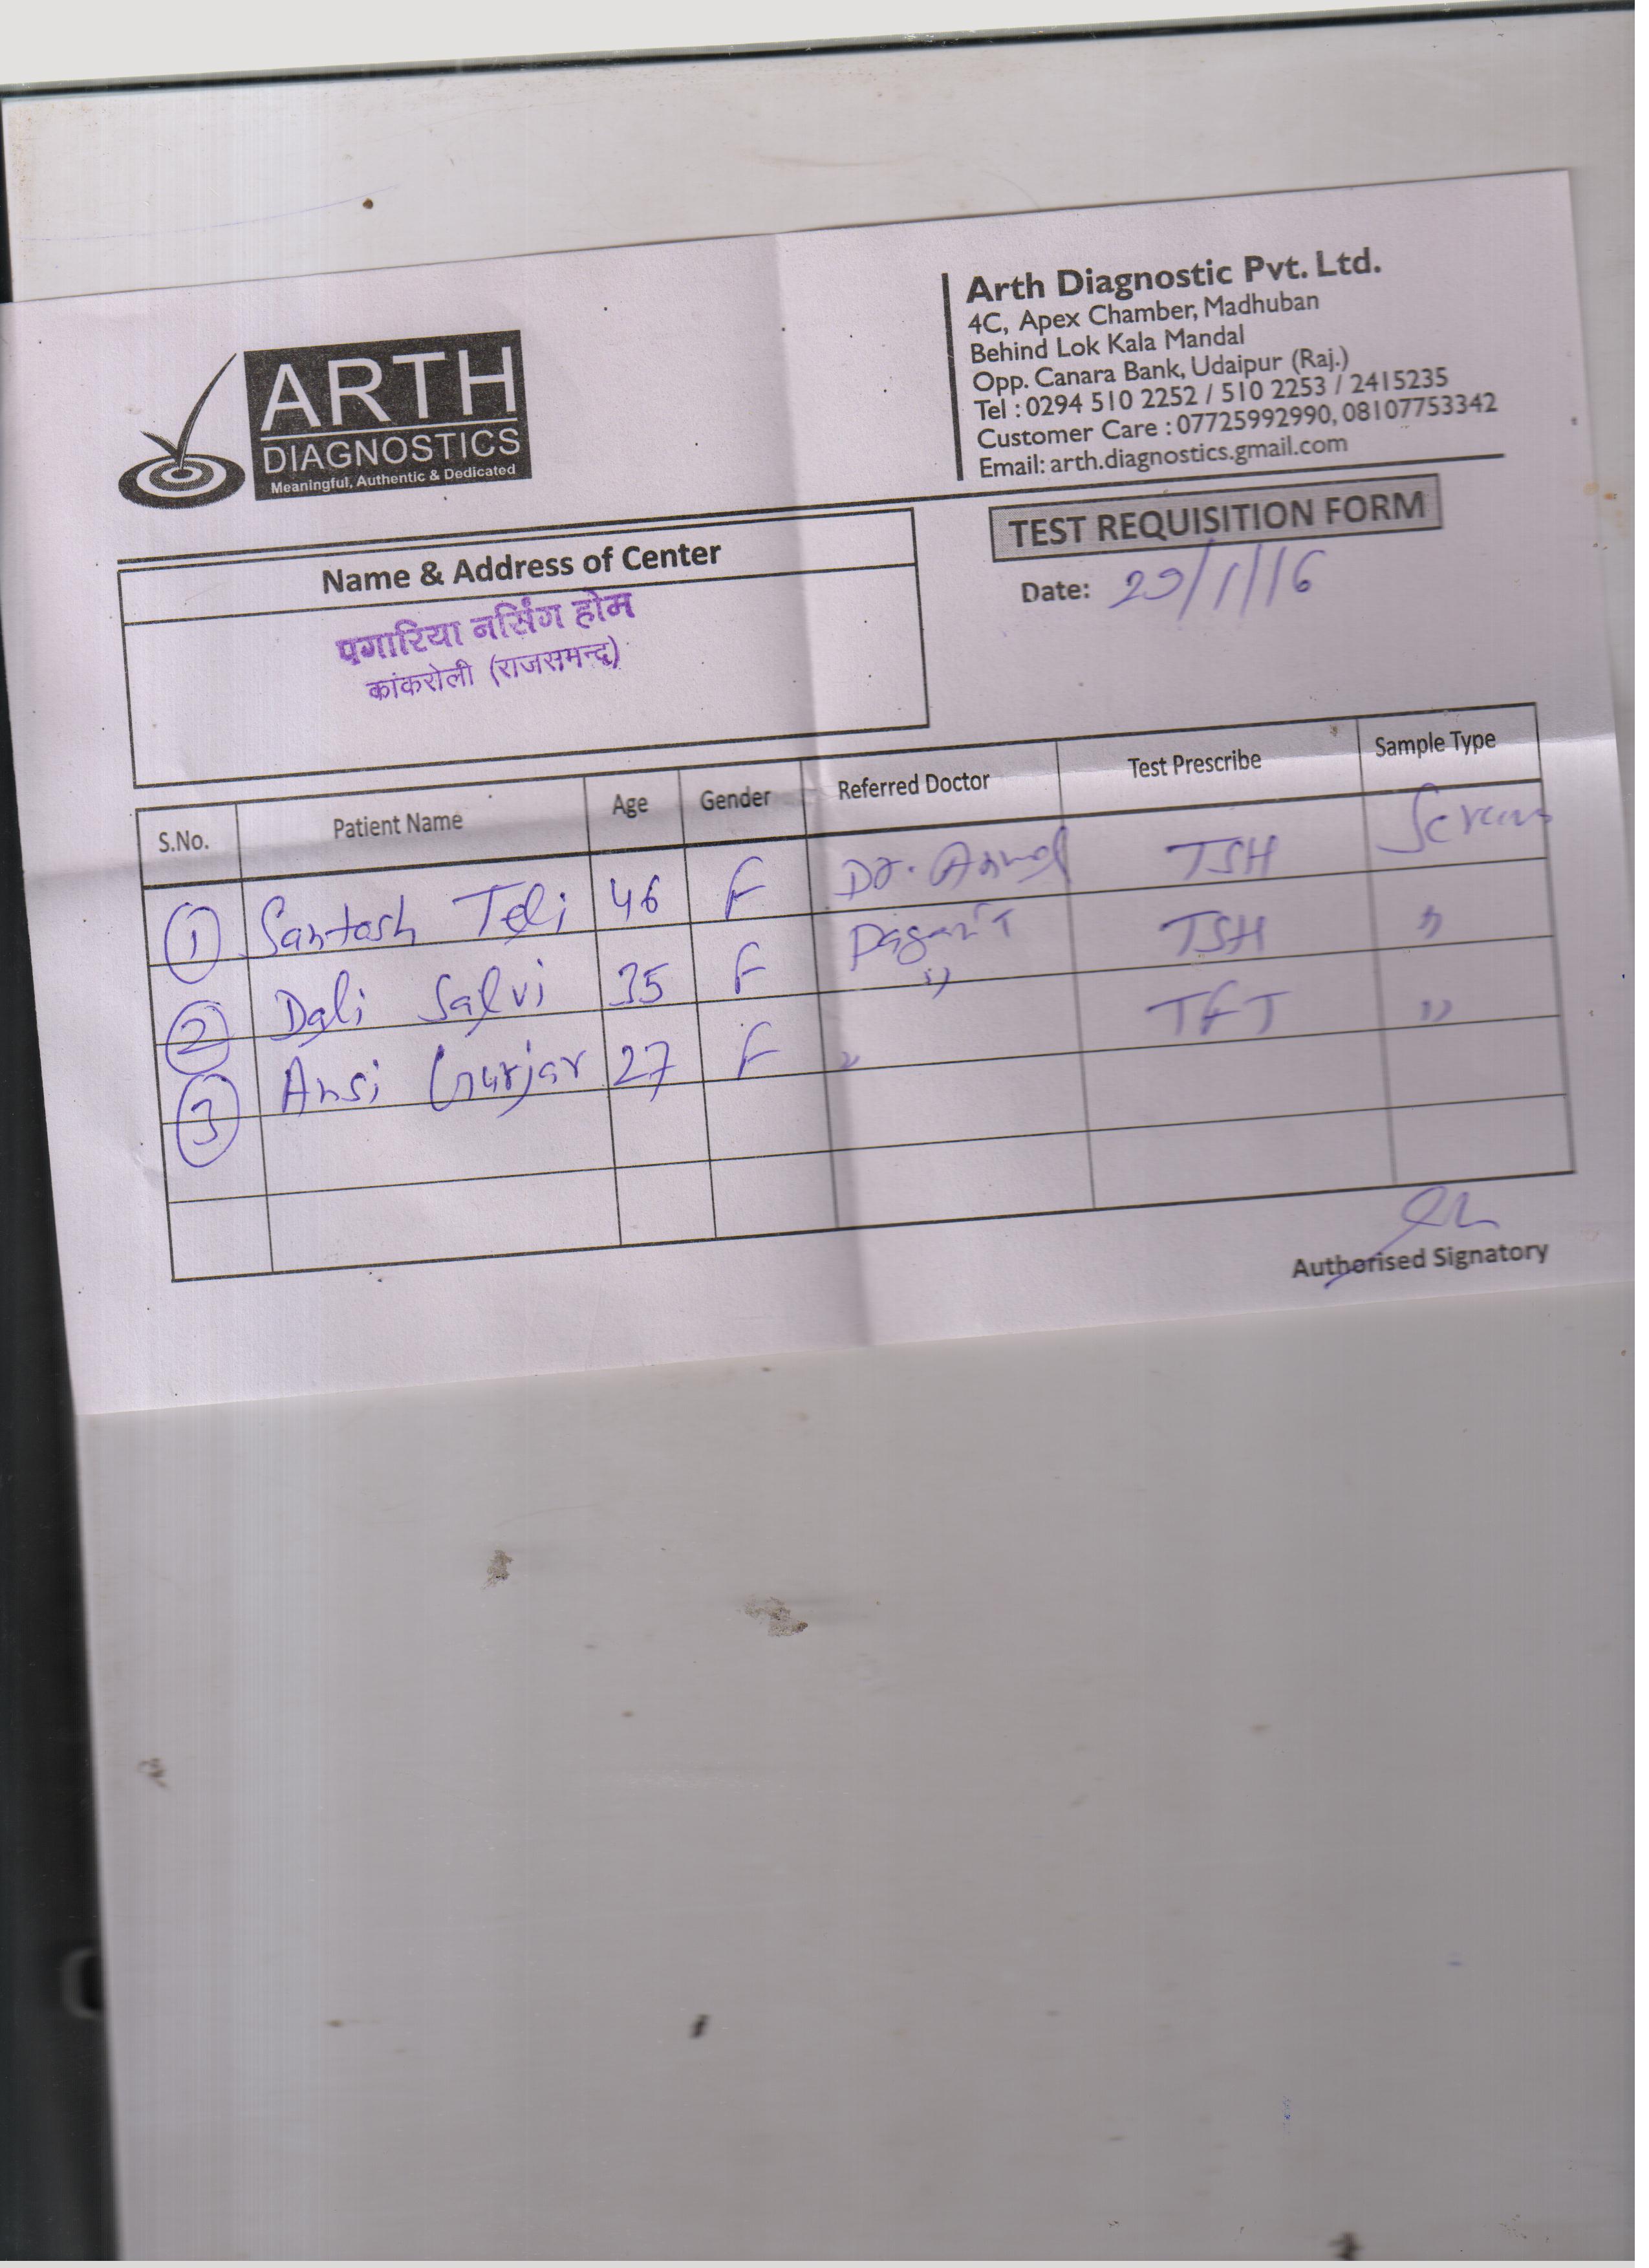 ARTH
DIAGNOSTICS
Meaningful, Authentic & Dedicated
Arth Diagnostic Pvt. Ltd.
4C, Apex Chamber, Madhuban
Behind Lok Kala Mandal
Opp. Canara Bank, Udaipur (Raj.)
Tel : 0294 510 2252 / 510 2253 / 2415235
Customer Care : 07725992990, 08107753342
Email: arth.diagnostics.gmail.com
TEST REQUISITION FORM
Name & Address of Center
Date: 29/1/16
पगारिया नर्सिंग होम
कांकरोली (राजसमन्द)
S.No. Patient Name Age Gender Referred Doctor Test Prescribe Sample Type
1 Santosh Teli 46 F Dr. TSH Serum
2 Dali Salvi 35 F " TSH "
3 Ansi Gurjar 27 F " TFT "
Authorised Signatory